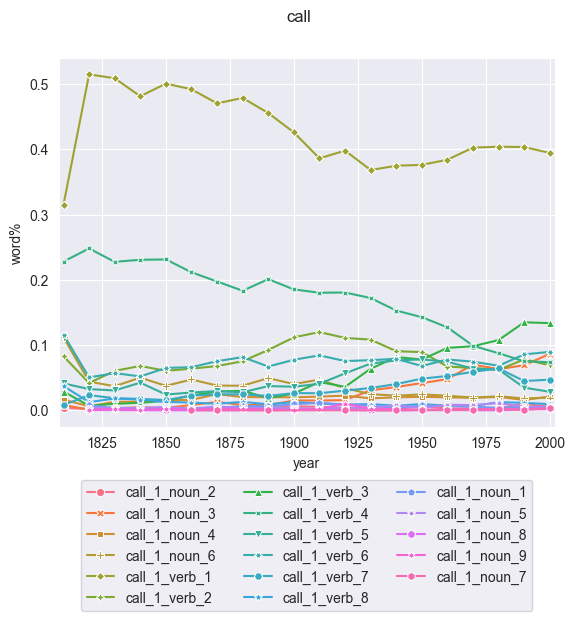 call
0.5
0.4
0.3
0.2
0.1
0.0
word%
1825 1850 1875 1900 1925 1950 1975 2000
year
call_1_noun_2 call_1_verb_3 call_1_noun_1
call_1_noun_3 call_1_verb_4 call_1_noun_5
call_1_noun_4 call_1_verb_5 call_1_noun_8
call_1_noun_6 call_1_verb_6 call_1_noun_9
call_1_verb_1 call_1_verb_7 call_1_noun_7
call_1_verb_2 call_1_verb_8